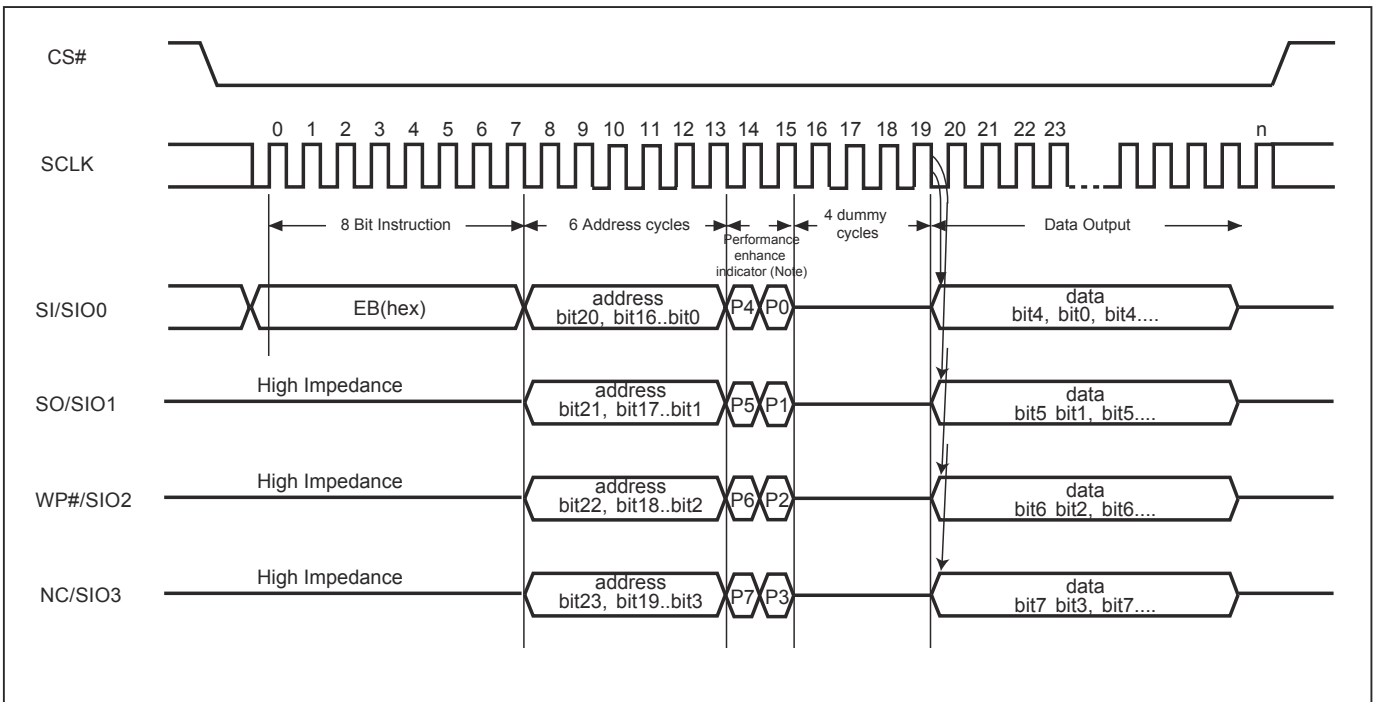 CS#
0 1 2 3 4 5 6 7 8 9 10 11 12 13 14 15 16 17 18 19 20 21 22 23 n
SCLK
8 Bit Instruction
6 Address cycles
Performance
enhance
indicator (Note)
4 dummy
cycles
Data Output
SI/SIO0
EB(hex)
address
bit20, bit16..bit0
P4 P0
data
bit4, bit0, bit4....
SO/SIO1
High Impedance
address
bit21, bit17..bit1
P5 P1
data
bit5 bit1, bit5....
WP#/SIO2
High Impedance
address
bit22, bit18..bit2
P6 P2
data
bit6 bit2, bit6....
NC/SIO3
High Impedance
address
bit23, bit19..bit3
P7 P3
data
bit7 bit3, bit7....